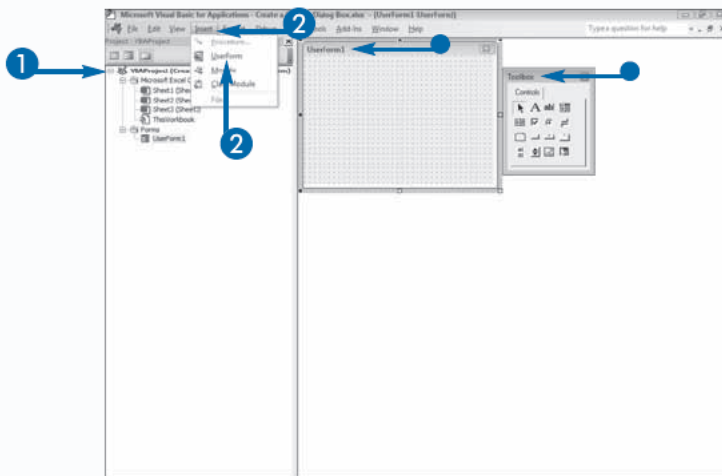 Microsoft Visual Basic for Applications - Create a Dialog Box.xlsx - [UserForm1 (UserForm)]
File Edit View Insert Add-Ins Window Help Type a question for help
2
Project - VBAProject
Procedure...
UserForm
Module
Class Module
File
1
VBAProject (Crea
Microsoft Excel O
Sheet1 (She
Sheet2 (She
Sheet3 (Sheet3)
ThisWorkbook
Forms
UserForm1
2
UserForm1
Toolbox
Controls
A abl